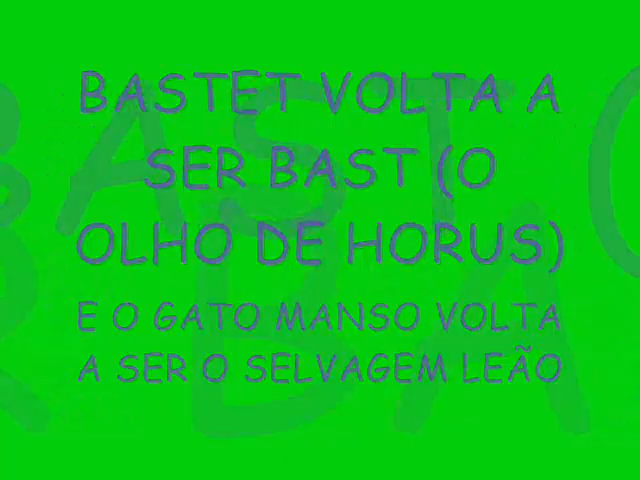 BASTET VOLTA A
SER BAST (O
OLHO DE HORUS)
E O GATO MANSO VOLTA
A SER O SELVAGEM LEÃO